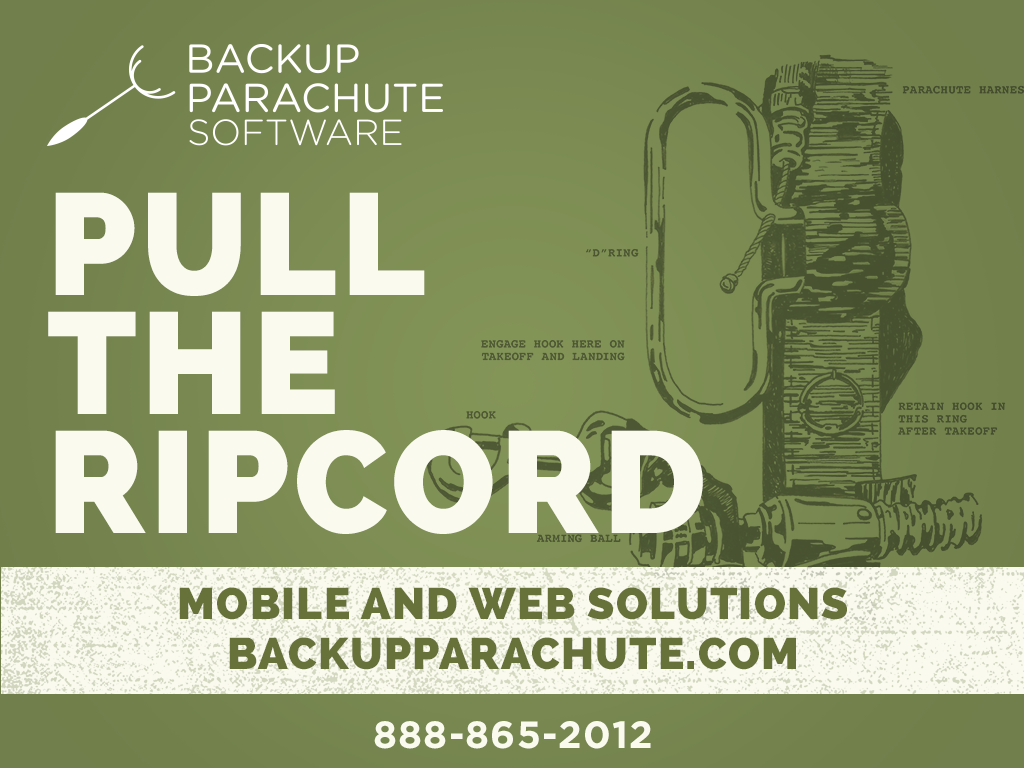 BACKUP
PARACHUTE
SOFTWARE
PULL
THE
RIPCORD
PARACHUTE HARNES
“D”RING
ENGAGE HOOK HERE ON
TAKEOFF AND LANDING
HOOK
RETAIN HOOK IN
THIS RING
AFTER TAKEOFF
ARMING BALL
MOBILE AND WEB SOLUTIONS
BACKUPPARACHUTE.COM
888-865-2012